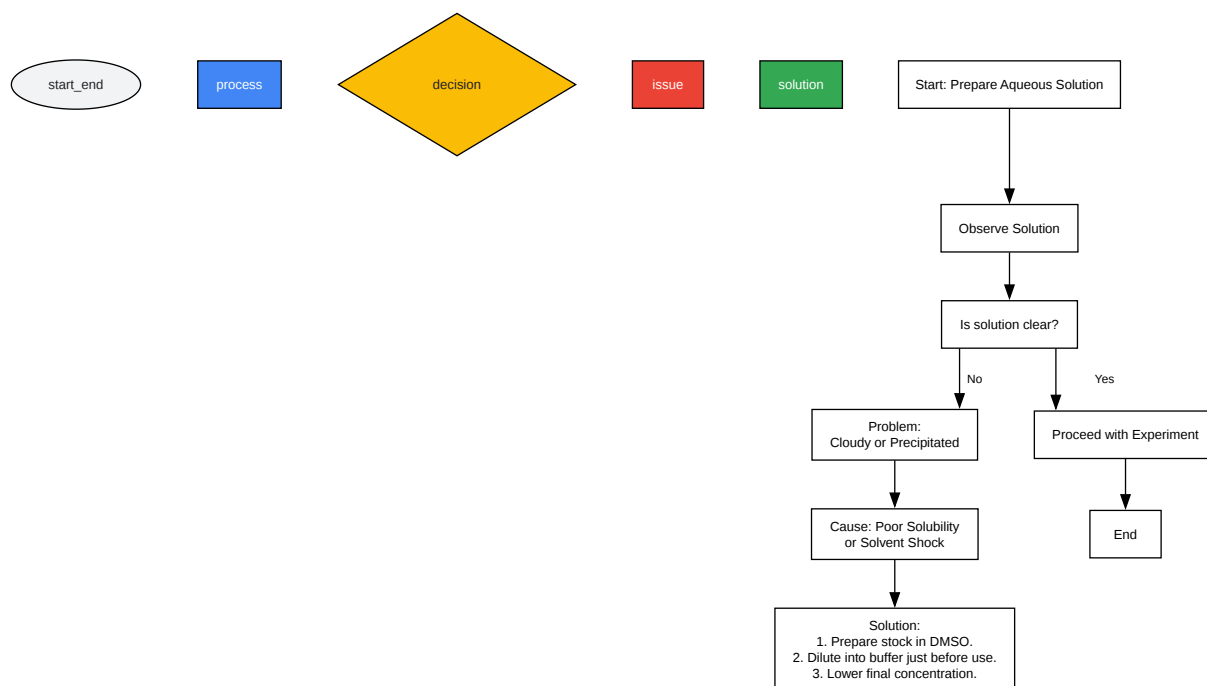 start_end
process
decision
issue
solution
Start: Prepare Aqueous Solution
Observe Solution
Is solution clear?
No
Yes
Problem:
Cloudy or Precipitated
Proceed with Experiment
Cause: Poor Solubility
or Solvent Shock
End
Solution:
1. Prepare stock in DMSO.
2. Dilute into buffer just before use.
3. Lower final concentration.